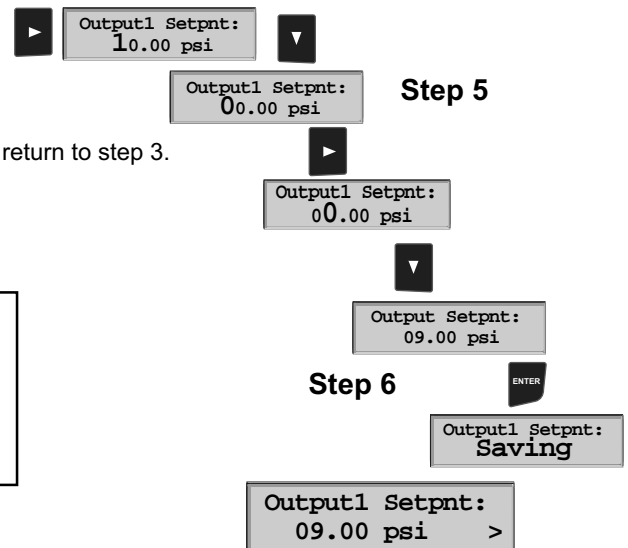 Output1 Setpnt:
10.00 psi
Output1 Setpnt:
00.00 psi
Step 5
return to step 3.
Output1 Setpnt:
00.00 psi
Output Setpnt:
09.00 psi
Step 6
ENTER
Output1 Setpnt:
Saving
Output1 Setpnt:
09.00 psi >